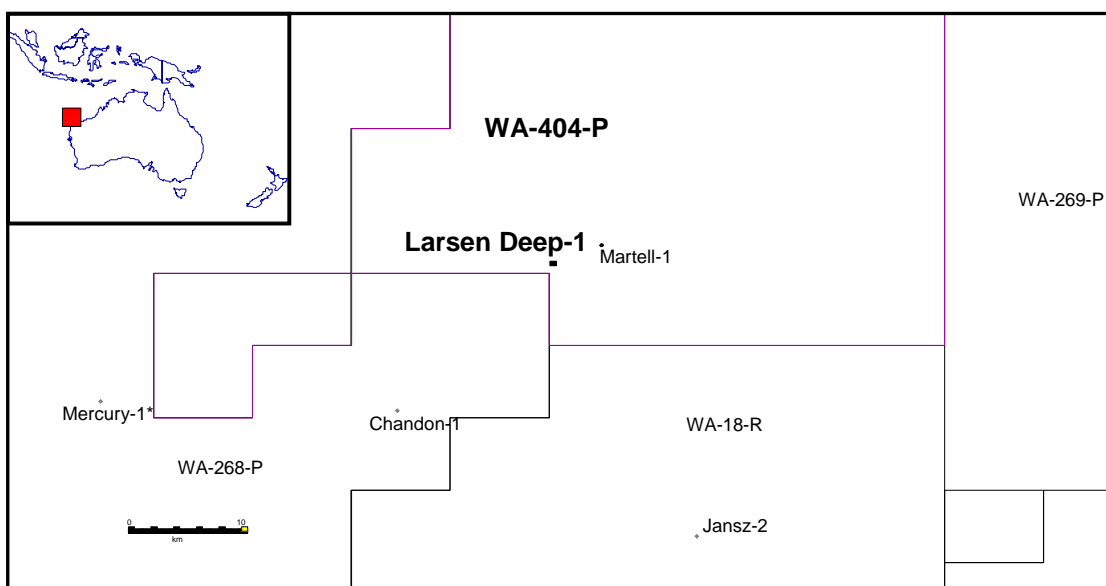 WA-404-P
WA-269-P
Larsen Deep-1
Martell-1
Mercury-1*
Chandon-1
WA-18-R
WA-268-P
0 10
km
Jansz-2